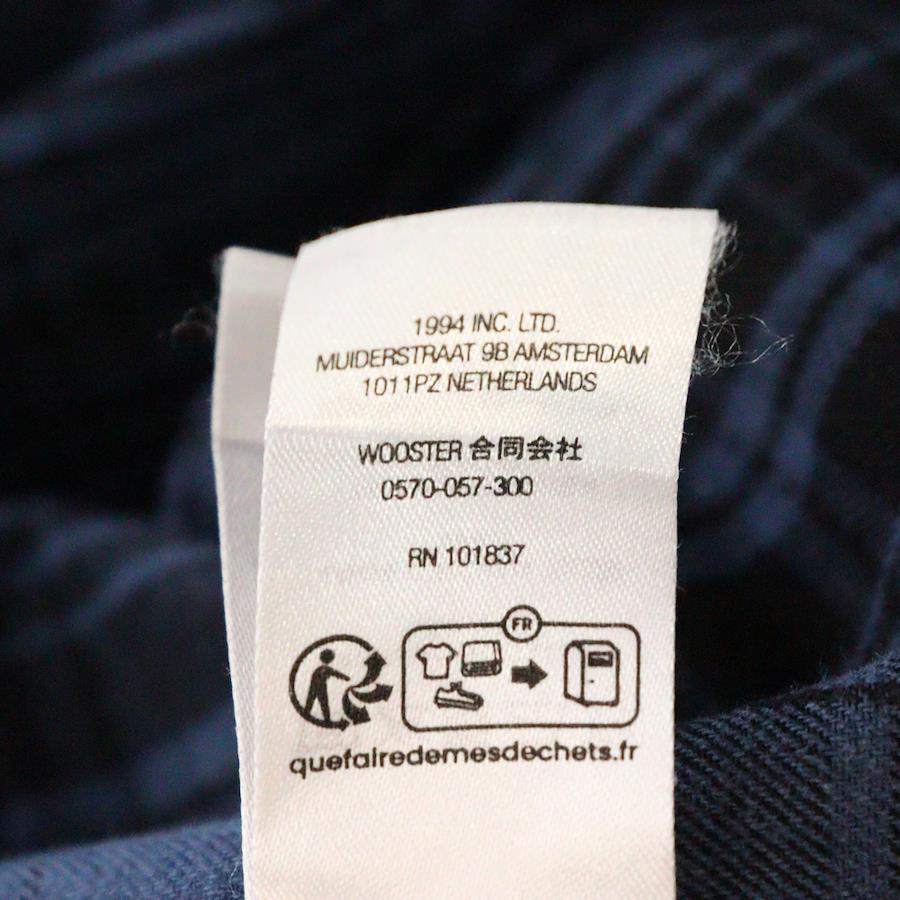 1994 INC. LTD.
MUIDERSTRAAT 9B AMSTERDAM
1011PZ NETHERLANDS
WOOSTER 合同会社
0570-057-300
RN 101837
FR
quefairedemesdechets.fr